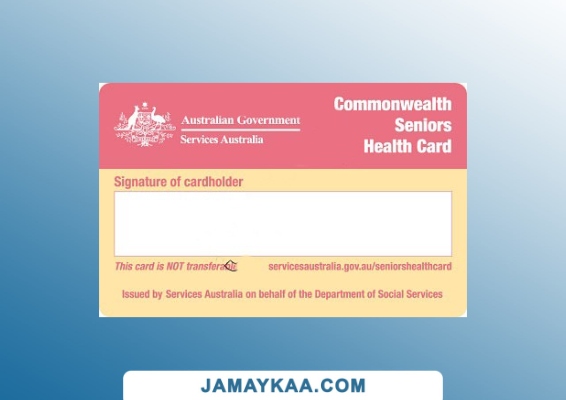 Australian Government
Services Australia
Commonwealth
Seniors
Health Card
Signature of cardholder
This card is NOT transferable
servicesaustralia.gov.au/seniorshealthcard
Issued by Services Australia on behalf of the Department of Social Services
JAMAYKAA.COM